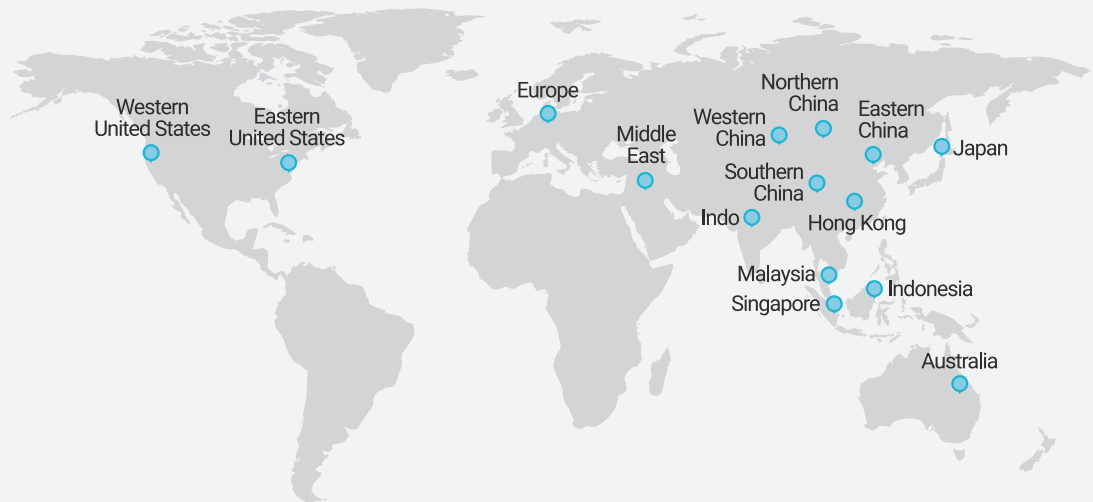 Western
United States
Eastern
United States
Europe
Middle
East
Northern
China
Western
China
Eastern
China
Japan
Southern
China
Indo
Hong Kong
Malaysia
Singapore
Indonesia
Australia